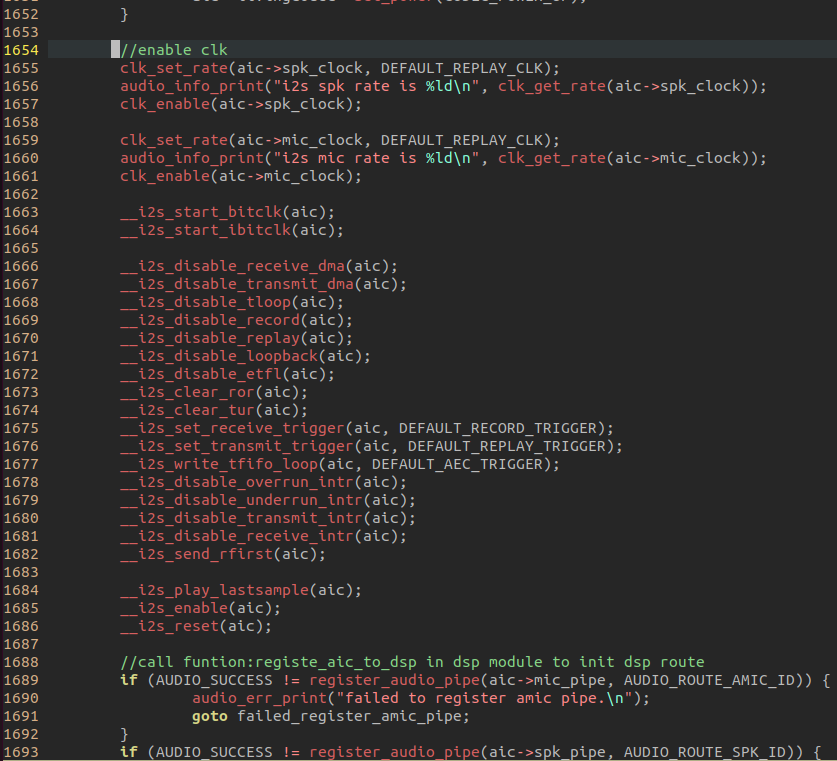 1652 }
1653
1654 //enable clk
1655 clk_set_rate(aic->spk_clock, DEFAULT_REPLAY_CLK);
1656 audio_info_print("i2s spk rate is %ld\n", clk_get_rate(aic->spk_clock));
1657 clk_enable(aic->spk_clock);
1658
1659 clk_set_rate(aic->mic_clock, DEFAULT_REPLAY_CLK);
1660 audio_info_print("i2s mic rate is %ld\n", clk_get_rate(aic->mic_clock));
1661 clk_enable(aic->mic_clock);
1662
1663 __i2s_start_bitclk(aic);
1664 __i2s_start_ibitclk(aic);
1665
1666 __i2s_disable_receive_dma(aic);
1667 __i2s_disable_transmit_dma(aic);
1668 __i2s_disable_tloop(aic);
1669 __i2s_disable_record(aic);
1670 __i2s_disable_replay(aic);
1671 __i2s_disable_loopback(aic);
1672 __i2s_disable_etfl(aic);
1673 __i2s_clear_ror(aic);
1674 __i2s_clear_tur(aic);
1675 __i2s_set_receive_trigger(aic, DEFAULT_RECORD_TRIGGER);
1676 __i2s_set_transmit_trigger(aic, DEFAULT_REPLAY_TRIGGER);
1677 __i2s_write_tfifo_loop(aic, DEFAULT_AEC_TRIGGER);
1678 __i2s_disable_overrun_intr(aic);
1679 __i2s_disable_underrun_intr(aic);
1680 __i2s_disable_transmit_intr(aic);
1681 __i2s_disable_receive_intr(aic);
1682 __i2s_send_rfirst(aic);
1683
1684 __i2s_play_lastsample(aic);
1685 __i2s_enable(aic);
1686 __i2s_reset(aic);
1687
1688 //call funtion:registe_aic_to_dsp in dsp module to init dsp route
1689 if (AUDIO_SUCCESS != register_audio_pipe(aic->mic_pipe, AUDIO_ROUTE_AMIC_ID)) {
1690 audio_err_print("failed to register amic pipe.\n");
1691 goto failed_register_amic_pipe;
1692 }
1693 if (AUDIO_SUCCESS != register_audio_pipe(aic->spk_pipe, AUDIO_ROUTE_SPK_ID)) {